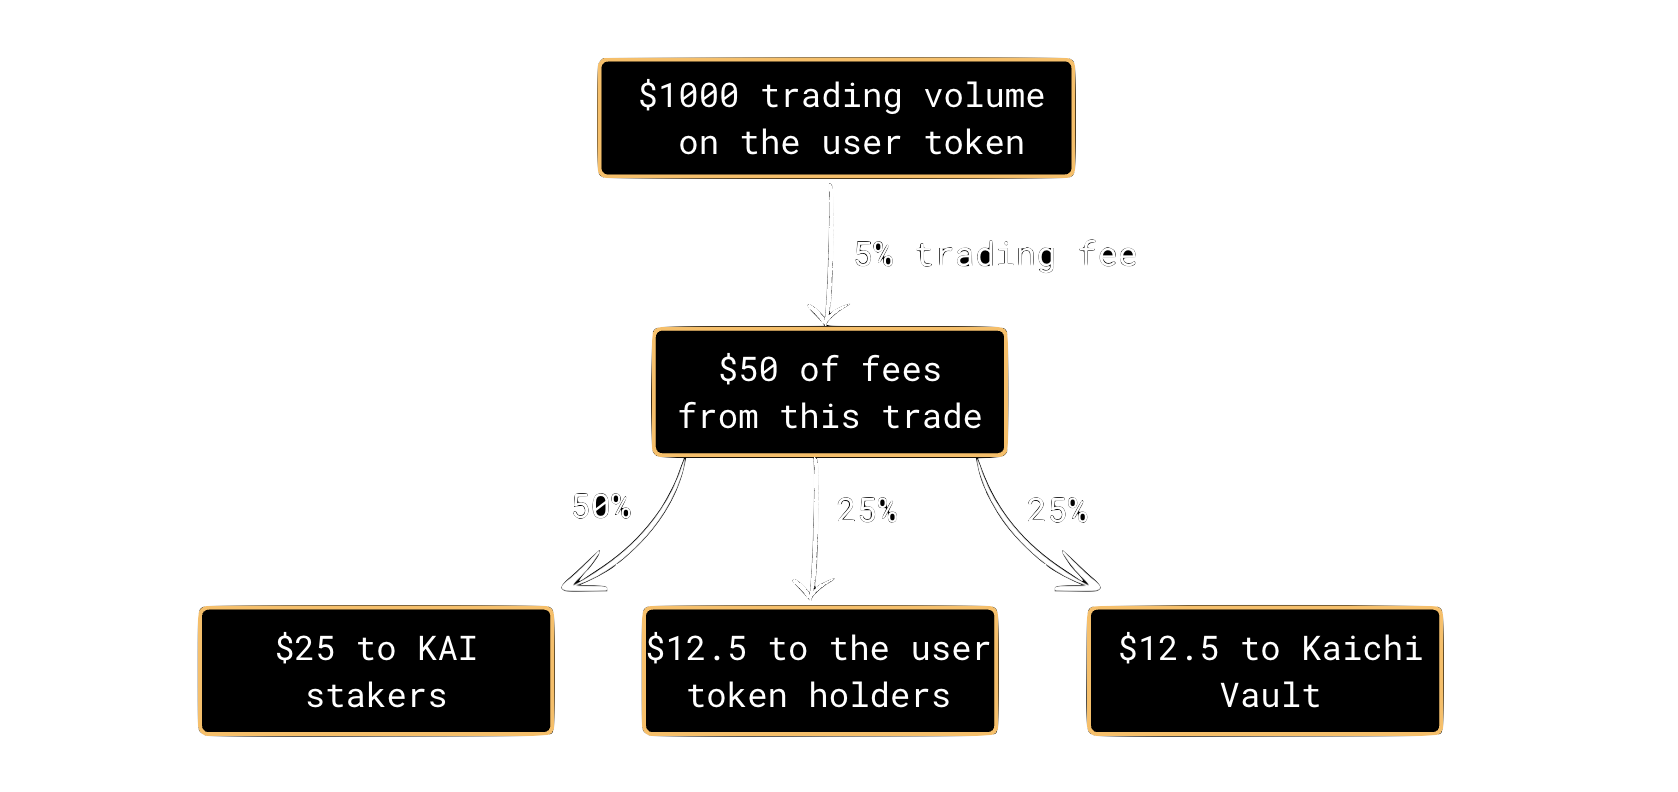 $1000 trading volume
on the user token
5% trading fee
$50 of fees
from this trade
50%
25%
25%
$25 to KAI
stakers
$12.5 to the user
token holders
$12.5 to Kaichi
Vault